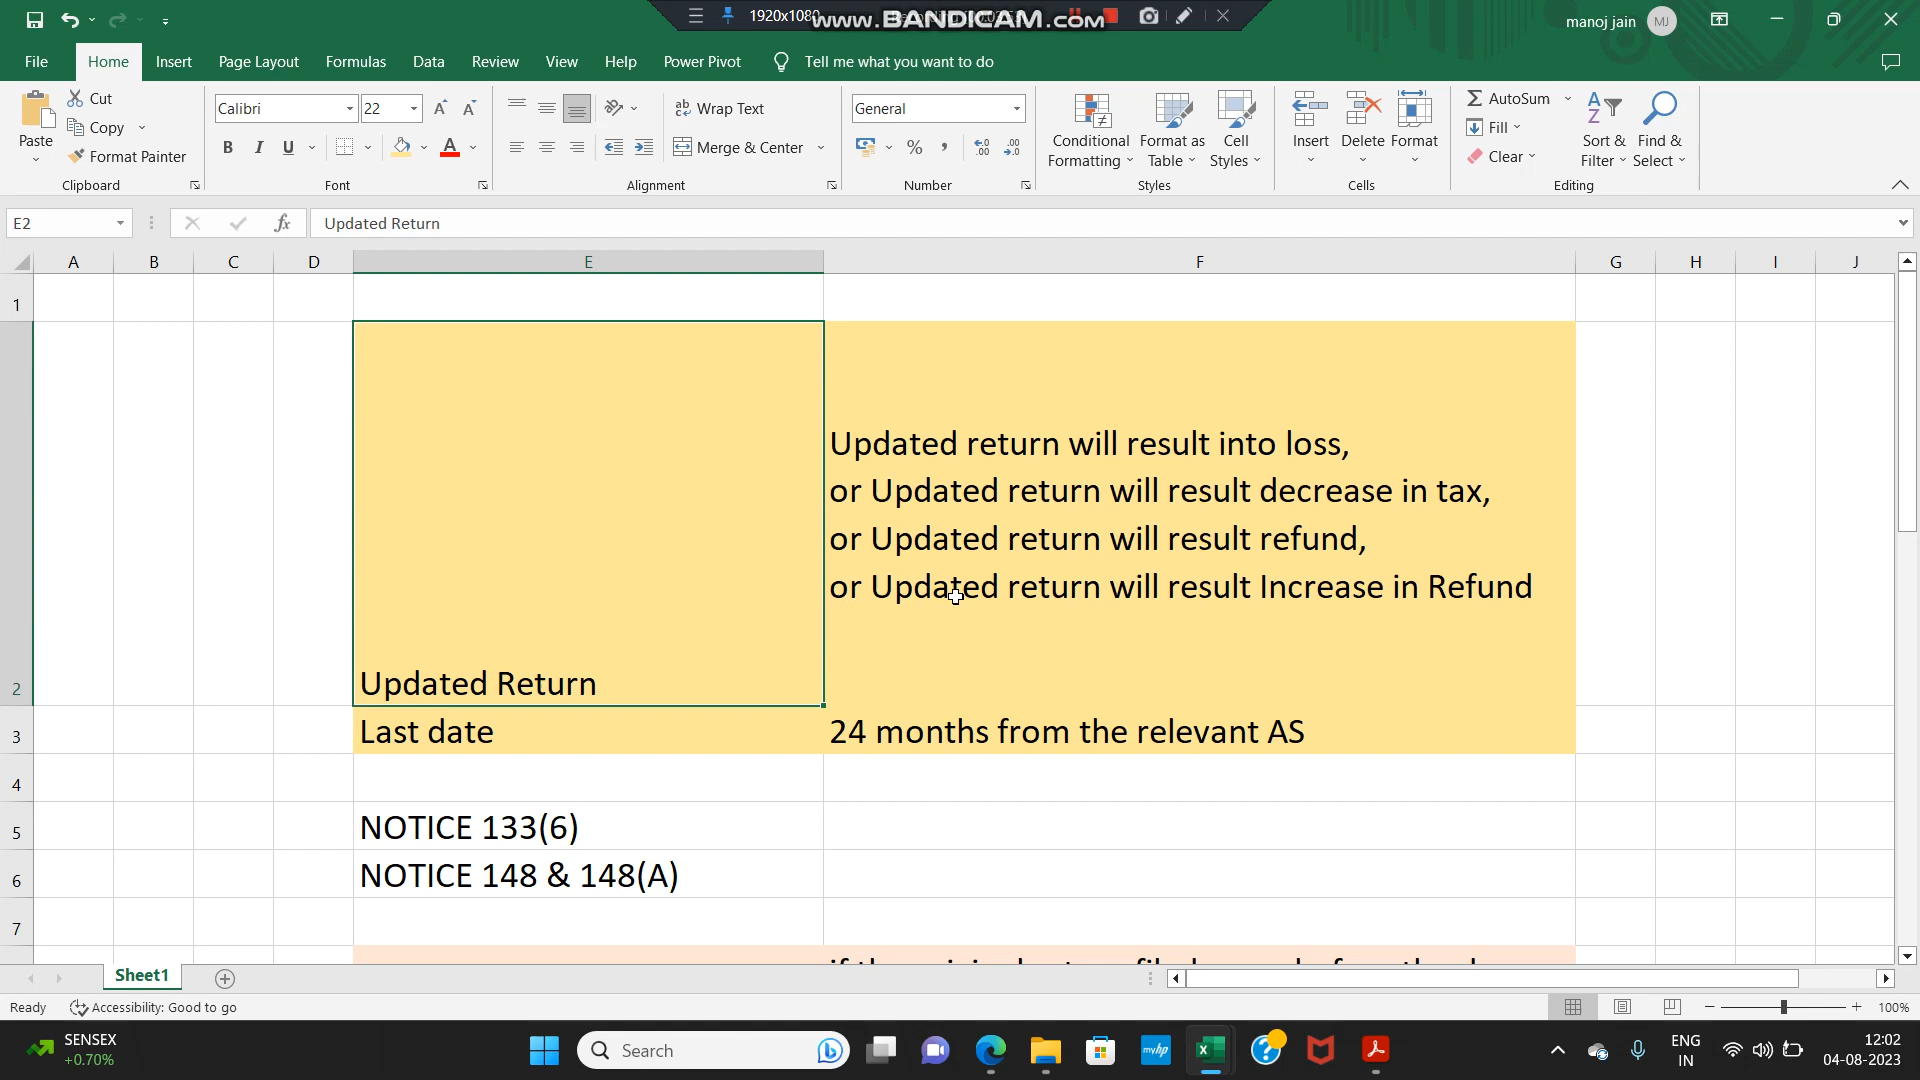 1920x1080
www.BANDICAM.com
manoj jain
MJ
File
Home
Insert
Page Layout
Formulas
Data
Review
View
Help
Power Pivot
Tell me what you want to do
Paste
Cut
Copy
Format Painter
Clipboard
Calibri
22
B I U
A
Font
Wrap Text
Merge & Center
Alignment
General
%
Number
Conditional Formatting
Format as Table
Cell Styles
Styles
Insert
Delete
Format
Cells
AutoSum
Fill
Clear
Sort & Filter
Find & Select
Editing
E2
fx
Updated Return
A B C D E F G H I J
1
Updated return will result into loss,
or Updated return will result decrease in tax,
or Updated return will result refund,
or Updated return will result Increase in Refund
2 Updated Return
3 Last date 24 months from the relevant AS
4
5 NOTICE 133(6)
6 NOTICE 148 & 148(A)
7
Sheet1
Ready
Accessibility: Good to go
100%
SENSEX
+0.70%
Search
myhp
ENG
IN
12:02
04-08-2023